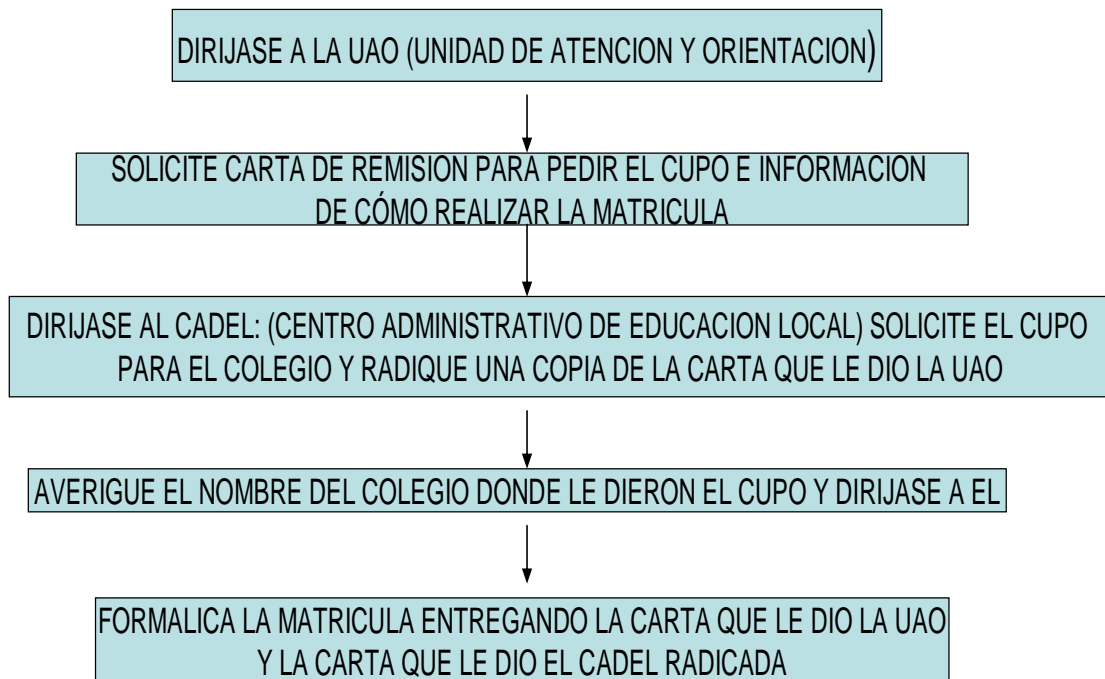 DIRIJASE A LA UAO (UNIDAD DE ATENCION Y ORIENTACION)
SOLICITE CARTA DE REMISION PARA PEDIR EL CUPO E INFORMACION
DE CÓMO REALIZAR LA MATRICULA
DIRIJASE AL CADEL: (CENTRO ADMINISTRATIVO DE EDUCACION LOCAL) SOLICITE EL CUPO
PARA EL COLEGIO Y RADIQUE UNA COPIA DE LA CARTA QUE LE DIO LA UAO
AVERIGUE EL NOMBRE DEL COLEGIO DONDE LE DIERON EL CUPO Y DIRIJASE A EL
FORMALICA LA MATRICULA ENTREGANDO LA CARTA QUE LE DIO LA UAO
Y LA CARTA QUE LE DIO EL CADEL RADICADA